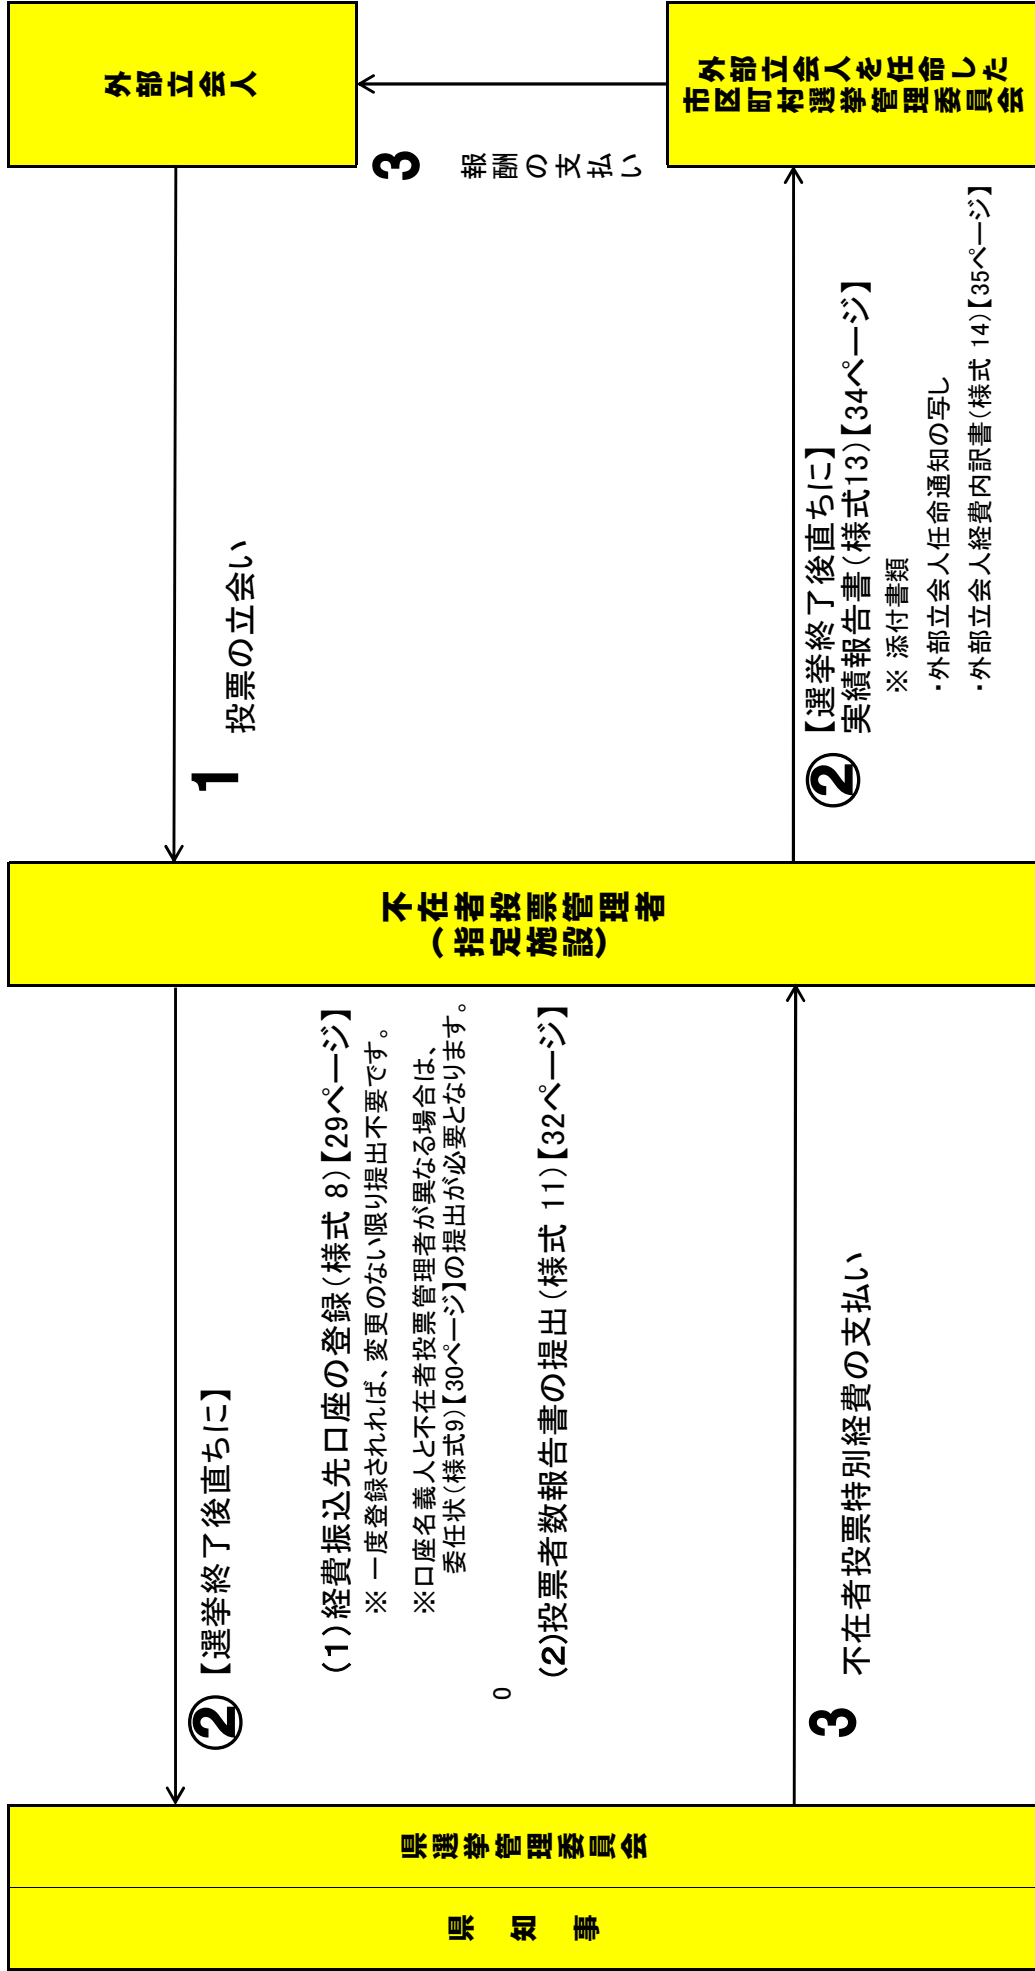 県知事
県選挙管理委員会
②【選挙終了後直ちに】
(1)経費振込先口座の登録(様式 8)【29ページ】
※ 一度登録されれば、変更のない限り提出不要です。
※口座名義人と不在者投票管理者が異なる場合は、
委任状(様式9)【30ページ】の提出が必要となります。
0
(2)投票者数報告書の提出(様式 11)【32ページ】
3 不在者投票特別経費の支払い
不在者投票管理者
(指定施設)
1 投票の立会い
②【選挙終了後直ちに】
実績報告書(様式13)【34ページ】
※ 添付書類
・外部立会人任命通知の写し
・外部立会人経費内訳書(様式 14)【35ページ】
外部立会人
3 報酬の支払い
外部立会人を任命した
市区町村選挙管理委員会